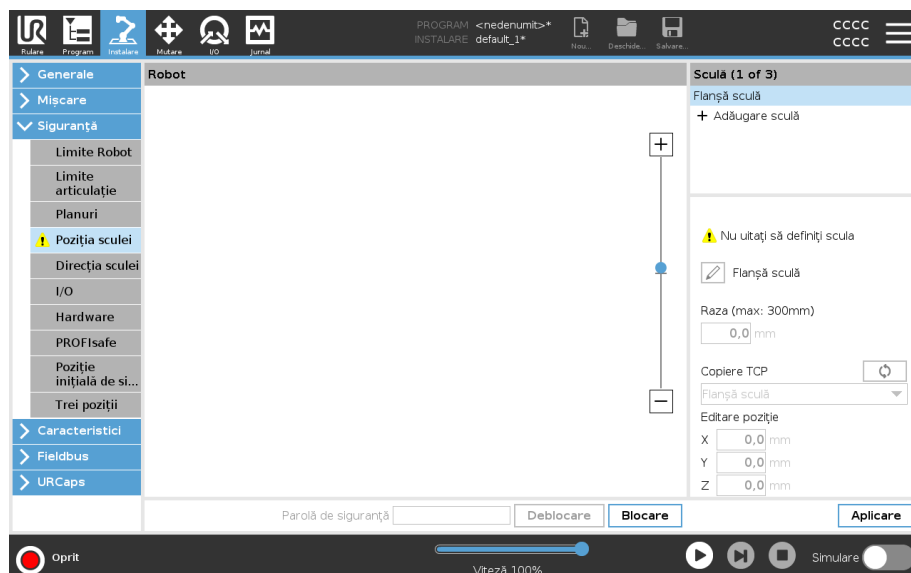 PROGRAM <nedenumit>*
INSTALARE default_1*
CCCC
CCCC
Rulare Program Instalare Mutare I/O Jurnal Nou... Deschide... Salvare...
Generale
Mișcare
Siguranță
Limite Robot
Limite
articulație
Planuri
Poziția sculei
Direcția sculei
I/O
Hardware
PROFIsafe
Poziție
inițială de si...
Trei poziții
Caracteristici
Fieldbus
URCaps
Robot
Sculă (1 of 3)
Flanșă sculă
+ Adăugare sculă
Nu uitați să definiți scula
Flanșă sculă
Raza (max: 300mm)
0,0 mm
Copiere TCP
Flanșă sculă
Editare poziție
X 0,0 mm
Y 0,0 mm
Z 0,0 mm
Parolă de siguranță Deblocare Blocare Aplicare
Oprit
Viteză 100%
Simulare